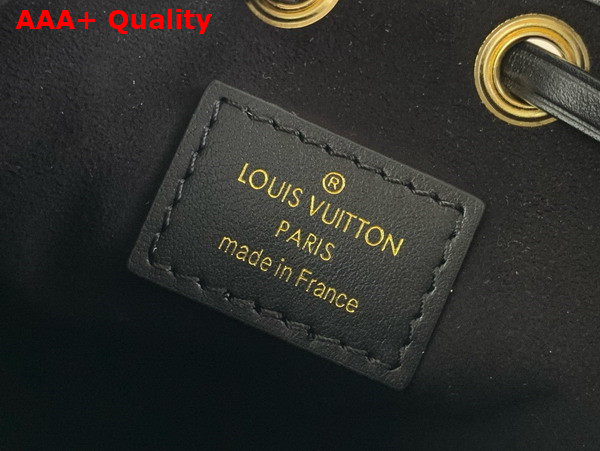 AAA+ Quality
®
LOUIS VUITTON
PARIS
made in France